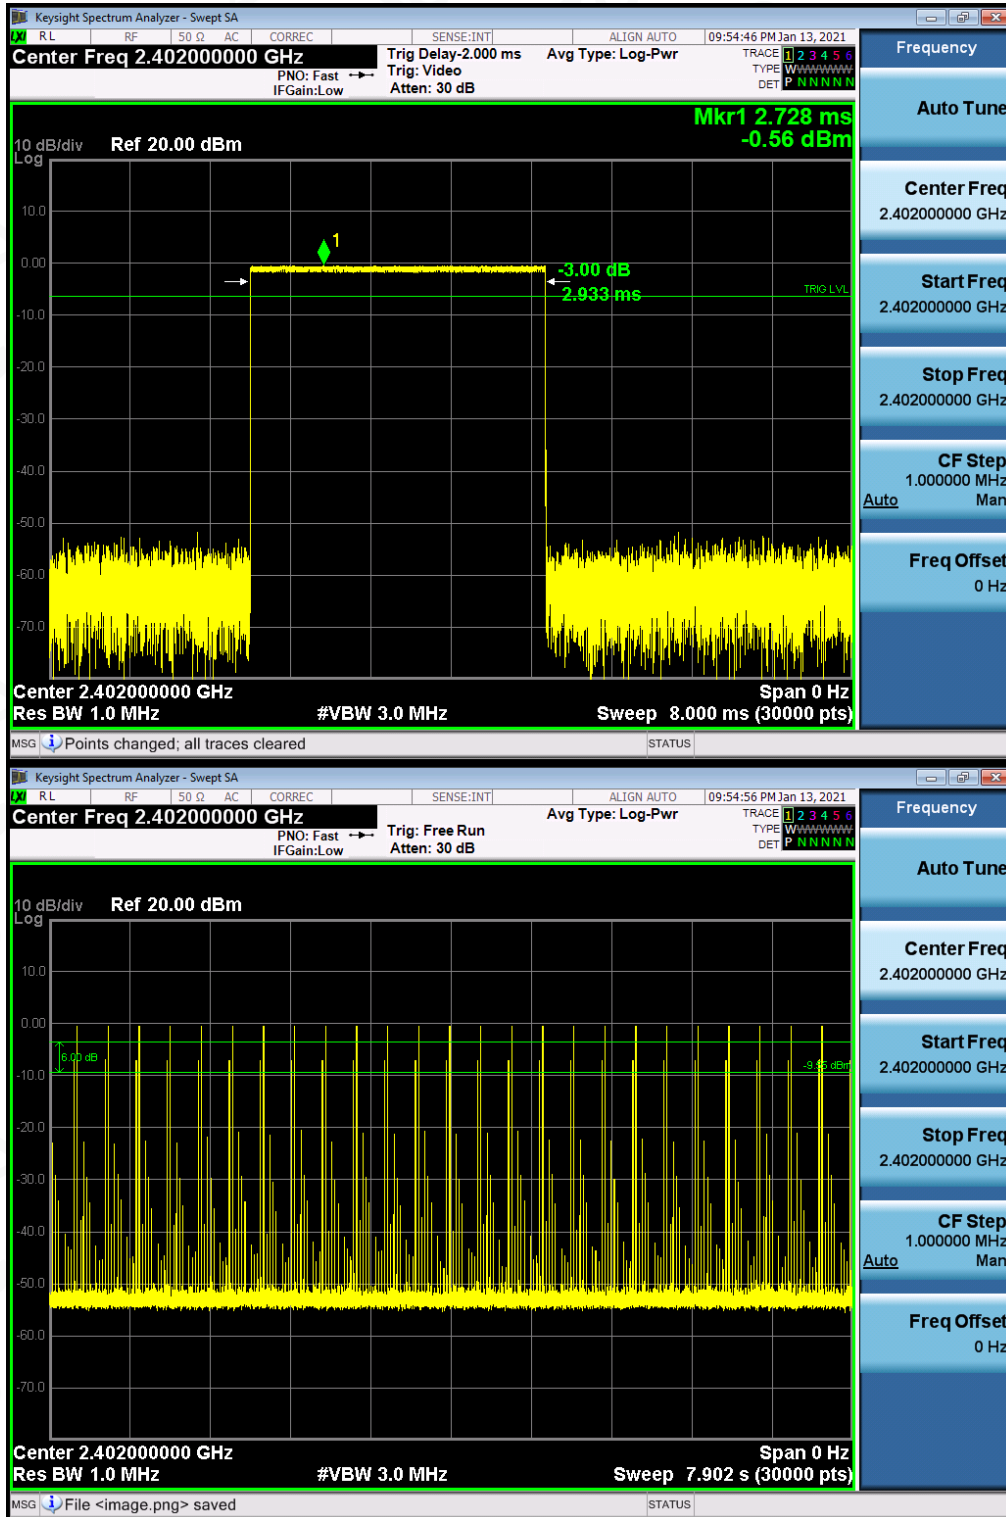 Keysight Spectrum Analyzer - Swept SA
LXI RL RF 50 Ω AC CORREC SENSE:INT ALIGN AUTO 09:54:46 PM Jan 13, 2021
Center Freq 2.402000000 GHz
PNO: Fast
IFGain:Low
Trig Delay-2.000 ms
Trig: Video
Atten: 30 dB
Avg Type: Log-Pwr
TRACE 1 2 3 4 5 6
TYPE WWWWWW
DET P N N N N N
Mkr1 2.728 ms
-0.56 dBm
10 dB/div Ref 20.00 dBm
Log
10.0
1
0.00
-3.00 dB
2.933 ms
TRIG LVL
-10.0
-20.0
-30.0
-40.0
-50.0
-60.0
-70.0
Center 2.402000000 GHz Span 0 Hz
Res BW 1.0 MHz #VBW 3.0 MHz Sweep 8.000 ms (30000 pts)
MSG Points changed; all traces cleared STATUS
Frequency
Auto Tune
Center Freq
2.402000000 GHz
Start Freq
2.402000000 GHz
Stop Freq
2.402000000 GHz
CF Step
1.000000 MHz
Auto Man
Freq Offset
0 Hz
Keysight Spectrum Analyzer - Swept SA
LXI RL RF 50 Ω AC CORREC SENSE:INT ALIGN AUTO 09:54:56 PM Jan 13, 2021
Center Freq 2.402000000 GHz
PNO: Fast
IFGain:Low
Trig: Free Run
Atten: 30 dB
Avg Type: Log-Pwr
TRACE 1 2 3 4 5 6
TYPE WWWWWW
DET P N N N N N
10 dB/div Ref 20.00 dBm
Log
10.0
0.00
6.00 dB
-10.0
-20.0
-30.0
-40.0
-50.0
-60.0
-70.0
Center 2.402000000 GHz Span 0 Hz
Res BW 1.0 MHz #VBW 3.0 MHz Sweep 7.902 s (30000 pts)
MSG File <image.png> saved STATUS
Frequency
Auto Tune
Center Freq
2.402000000 GHz
Start Freq
2.402000000 GHz
Stop Freq
2.402000000 GHz
CF Step
1.000000 MHz
Auto Man
Freq Offset
0 Hz